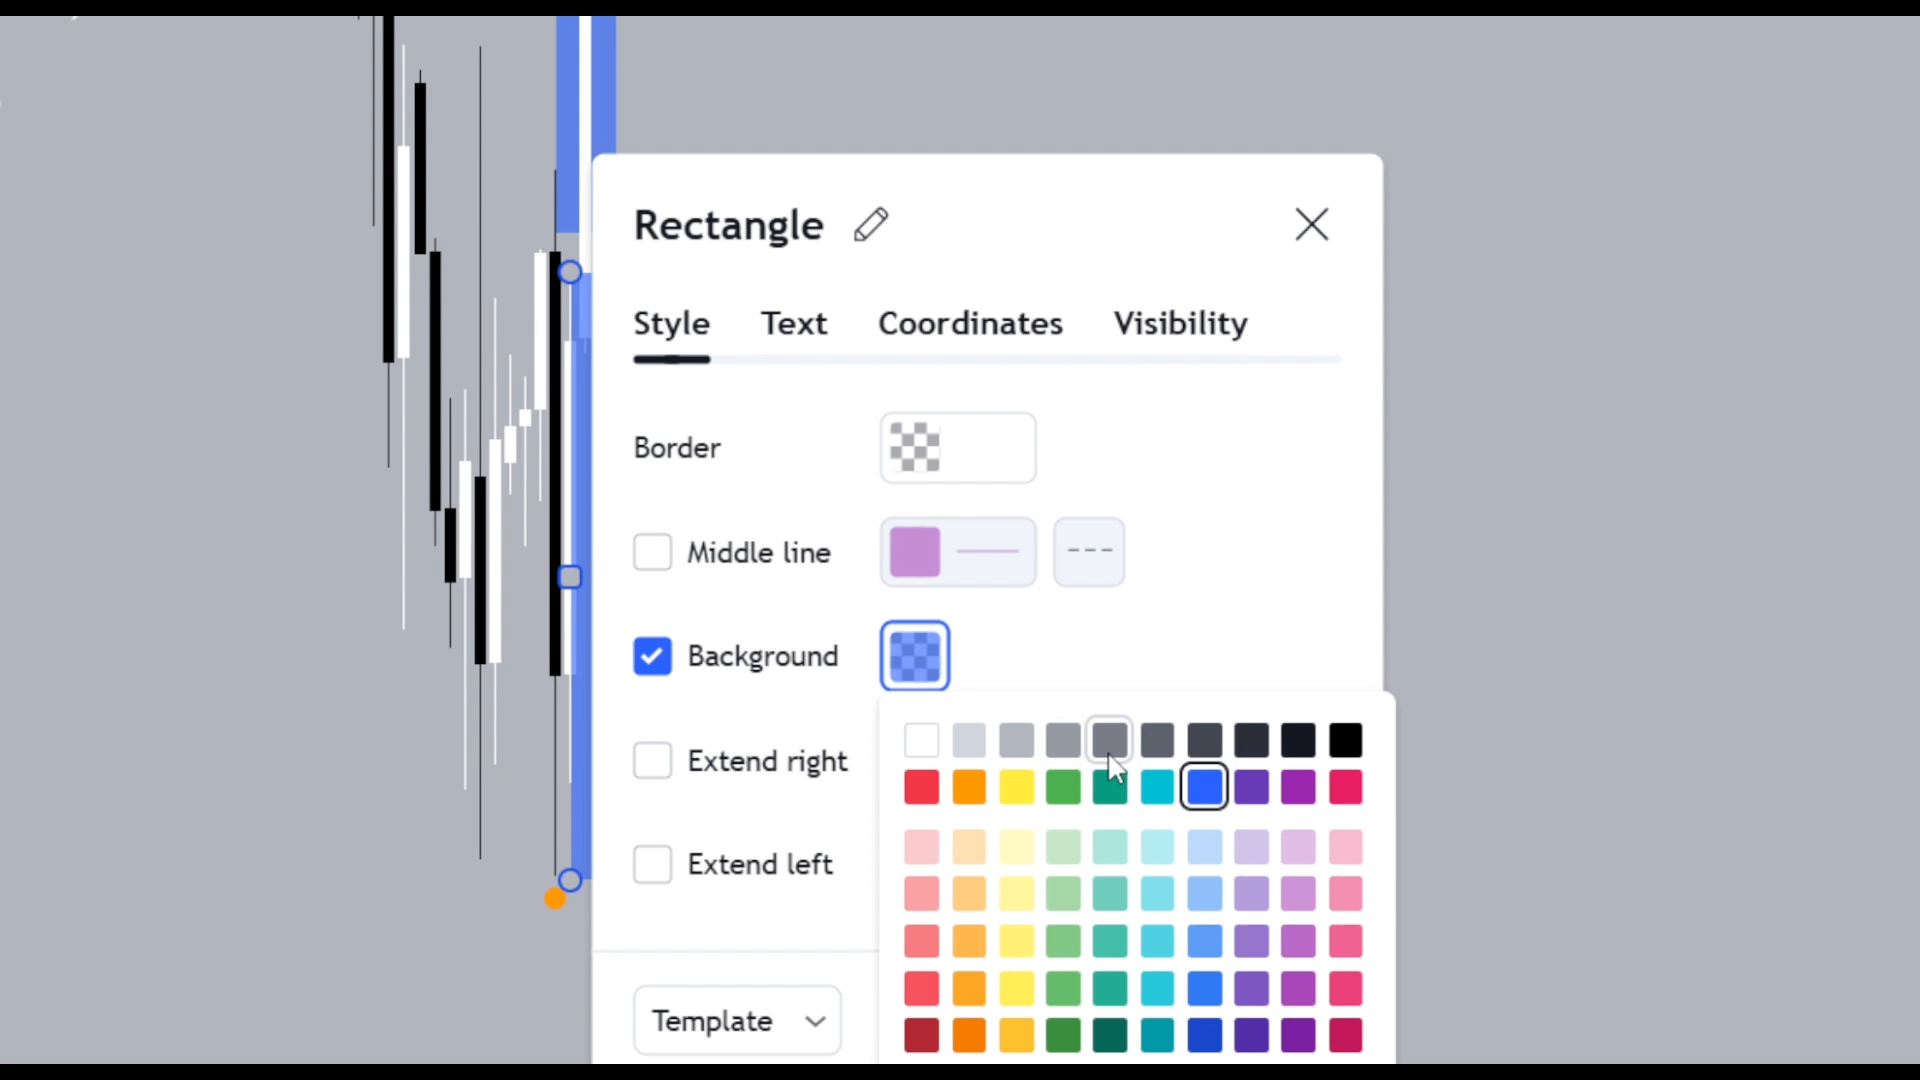 Rectangle
Style Text Coordinates Visibility
Border
Middle line
Background
Extend right
Extend left
Template